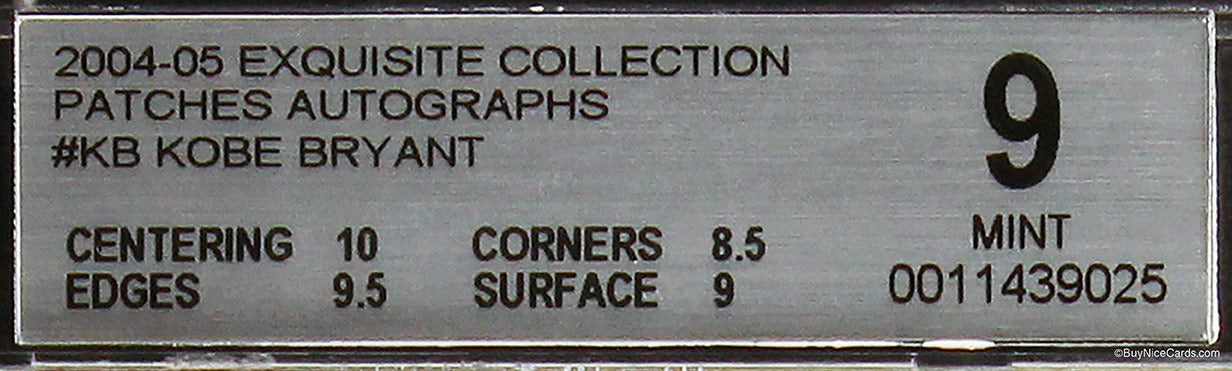 2004-05 EXQUISITE COLLECTION
PATCHES AUTOGRAPHS
#KB KOBE BRYANT
9
MINT
0011439025
CENTERING 10 CORNERS 8.5
EDGES 9.5 SURFACE 9
©BuyNiceCards.com